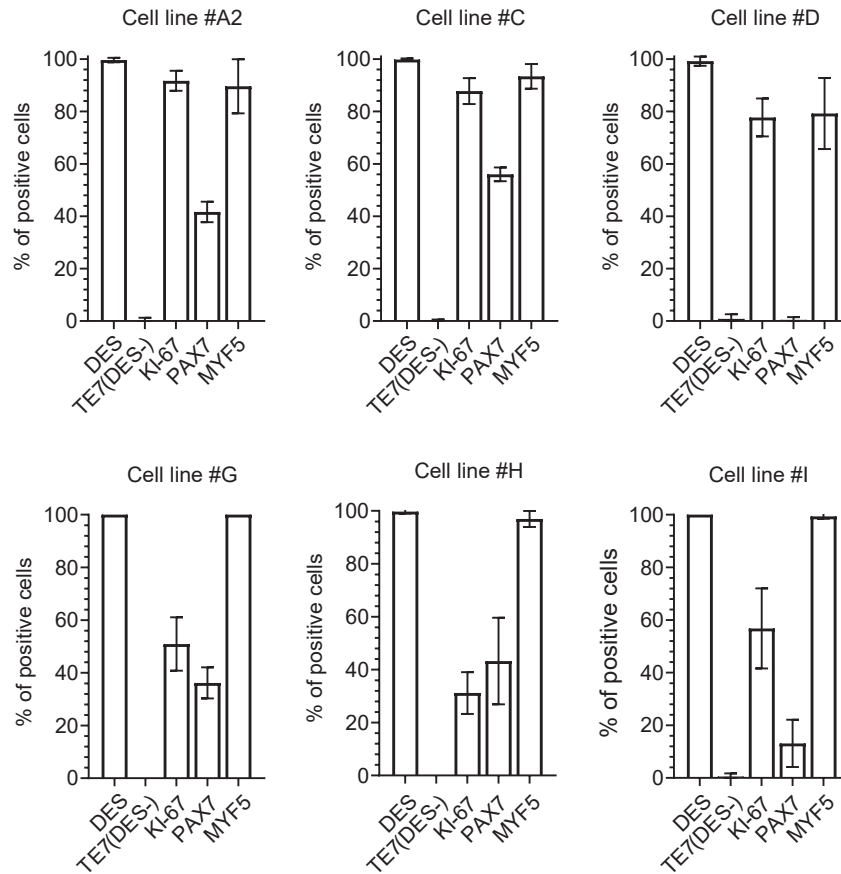 Cell line #A2
% of positive cells
100
80
60
40
20
0
DES
TE7(DES-)
KI-67
PAX7
MYF5
Cell line #C
% of positive cells
100
80
60
40
20
0
DES
TE7(DES-)
KI-67
PAX7
MYF5
Cell line #D
% of positive cells
100
80
60
40
20
0
DES
TE7(DES-)
KI-67
PAX7
MYF5
Cell line #G
% of positive cells
100
80
60
40
20
0
DES
TE7(DES-)
KI-67
PAX7
MYF5
Cell line #H
% of positive cells
100
80
60
40
20
0
DES
TE7(DES-)
KI-67
PAX7
MYF5
Cell line #I
% of positive cells
100
80
60
40
20
0
DES
TE7(DES-)
KI-67
PAX7
MYF5